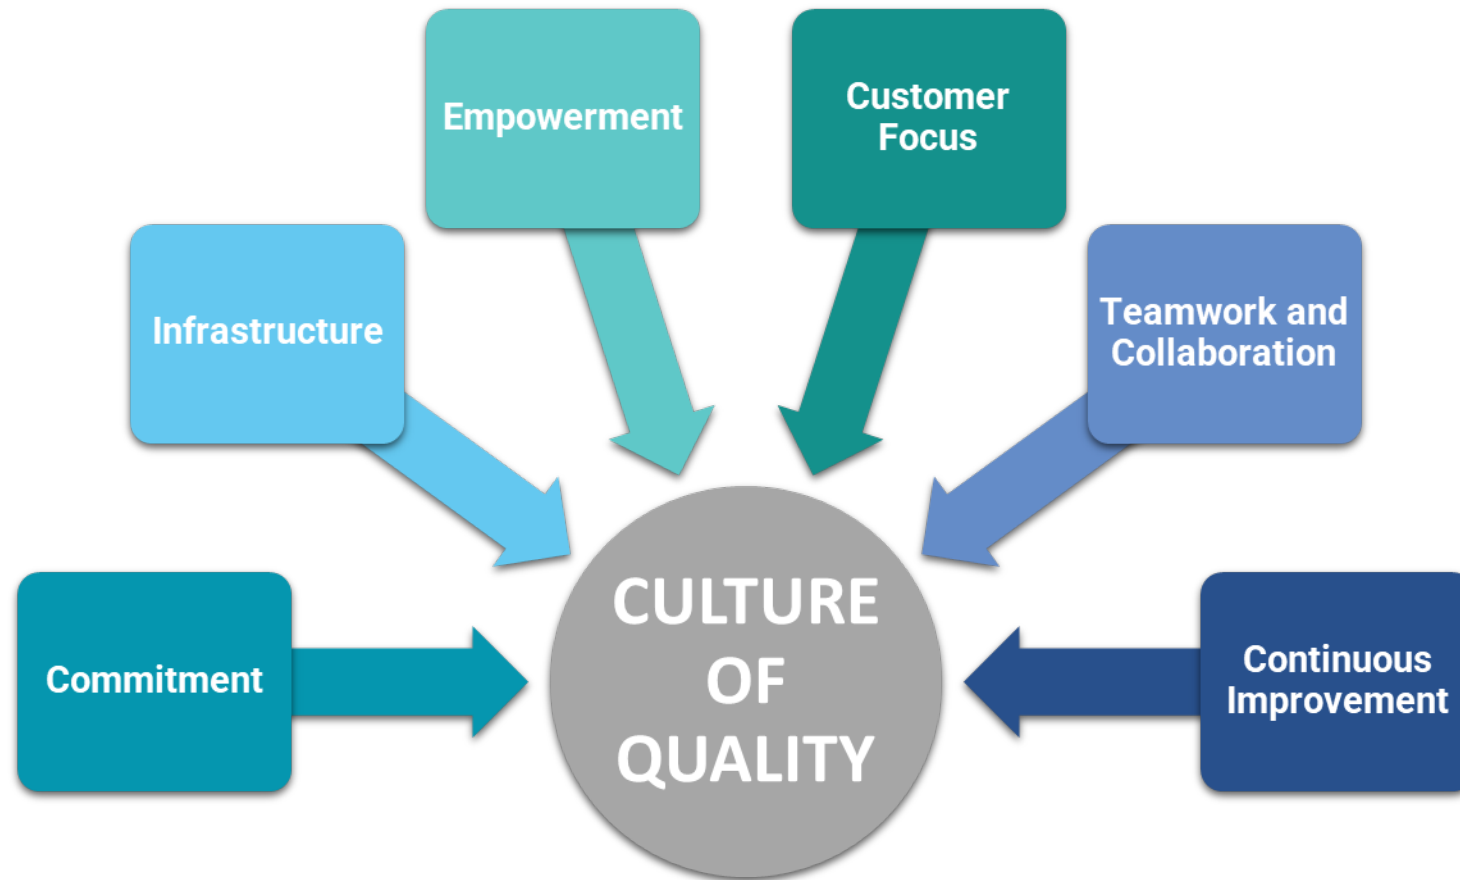 Empowerment
Customer
Focus
Infrastructure
Teamwork and
Collaboration
Commitment
CULTURE
OF
QUALITY
Continuous
Improvement